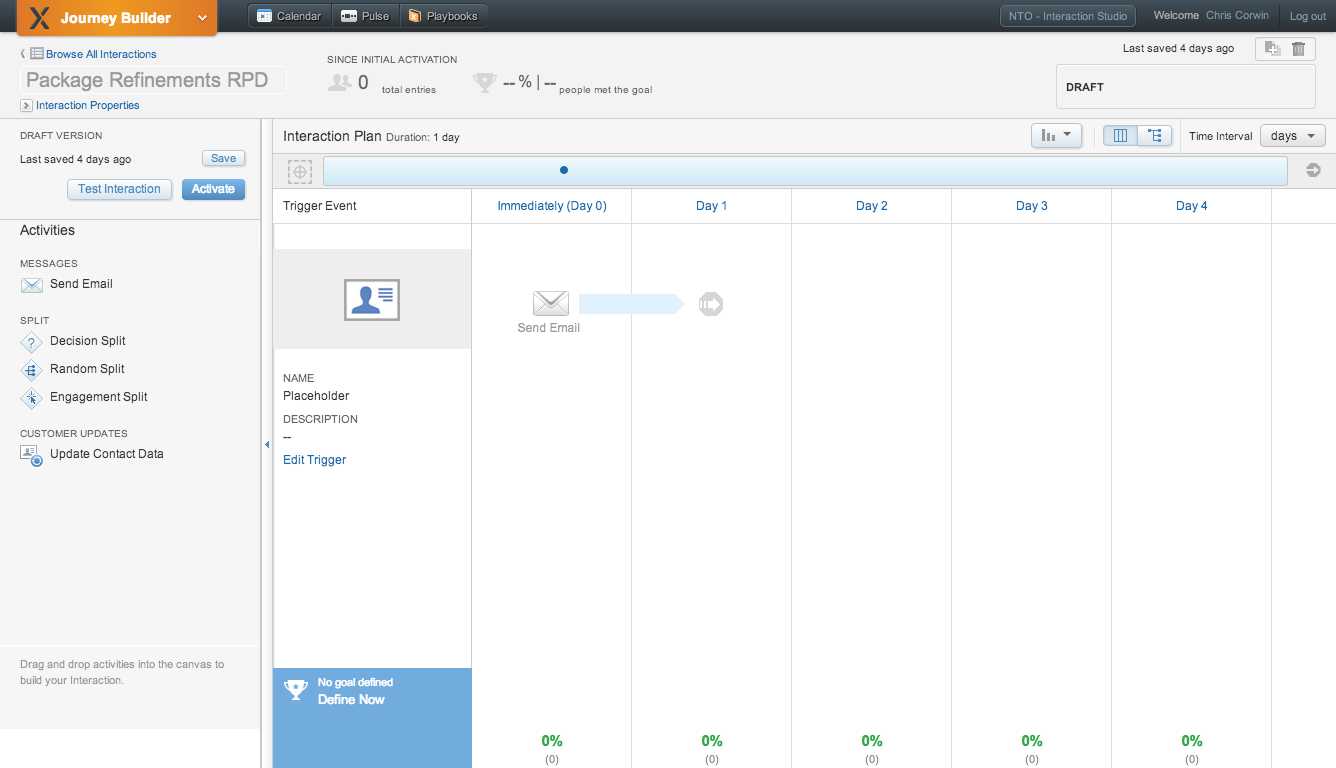 Journey Builder
Calendar
Pulse
Playbooks
NTO - Interaction Studio
Welcome Chris Corwin
Log out
Browse All Interactions
Package Refinements RPD
Interaction Properties
SINCE INITIAL ACTIVATION
0 total entries
-- % | -- people met the goal
Last saved 4 days ago
DRAFT
DRAFT VERSION
Last saved 4 days ago
Save
Test Interaction
Activate
Activities
MESSAGES
Send Email
SPLIT
Decision Split
Random Split
Engagement Split
CUSTOMER UPDATES
Update Contact Data
Drag and drop activities into the canvas to
build your Interaction.
Interaction Plan Duration: 1 day
Time Interval
days
Trigger Event
Immediately (Day 0)
Day 1
Day 2
Day 3
Day 4
Send Email
NAME
Placeholder
DESCRIPTION
--
Edit Trigger
No goal defined
Define Now
0%
(0)
0%
(0)
0%
(0)
0%
(0)
0%
(0)